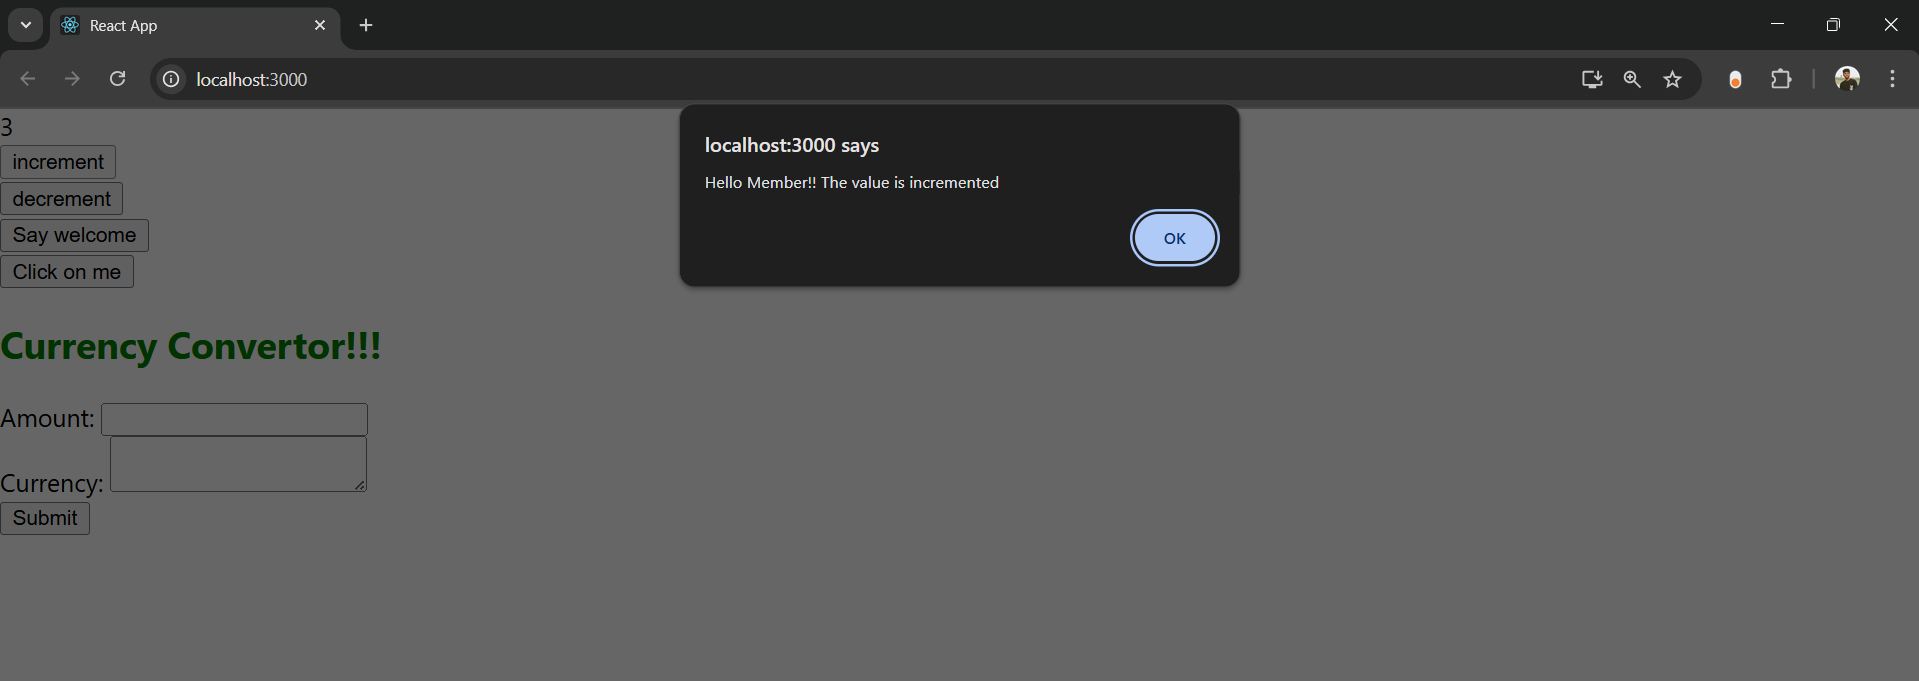 React App
localhost:3000
3
increment
decrement
Say welcome
Click on me
localhost:3000 says
Hello Member!! The value is incremented
OK
Currency Convertor!!!
Amount:
Currency:
Submit